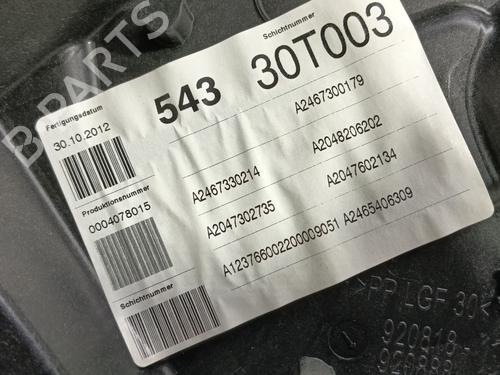 B-PARTS
Fertigungsdatum
30.10.2012
543
Schichtnummer
30T003
Produktionsnummer
0004078015
Schichtnummer
A2467300179
A2467330214
A2048206202
A2047302735
A2047602134
A123766002200009051
A2465406309
>PP LGF 30<
920818